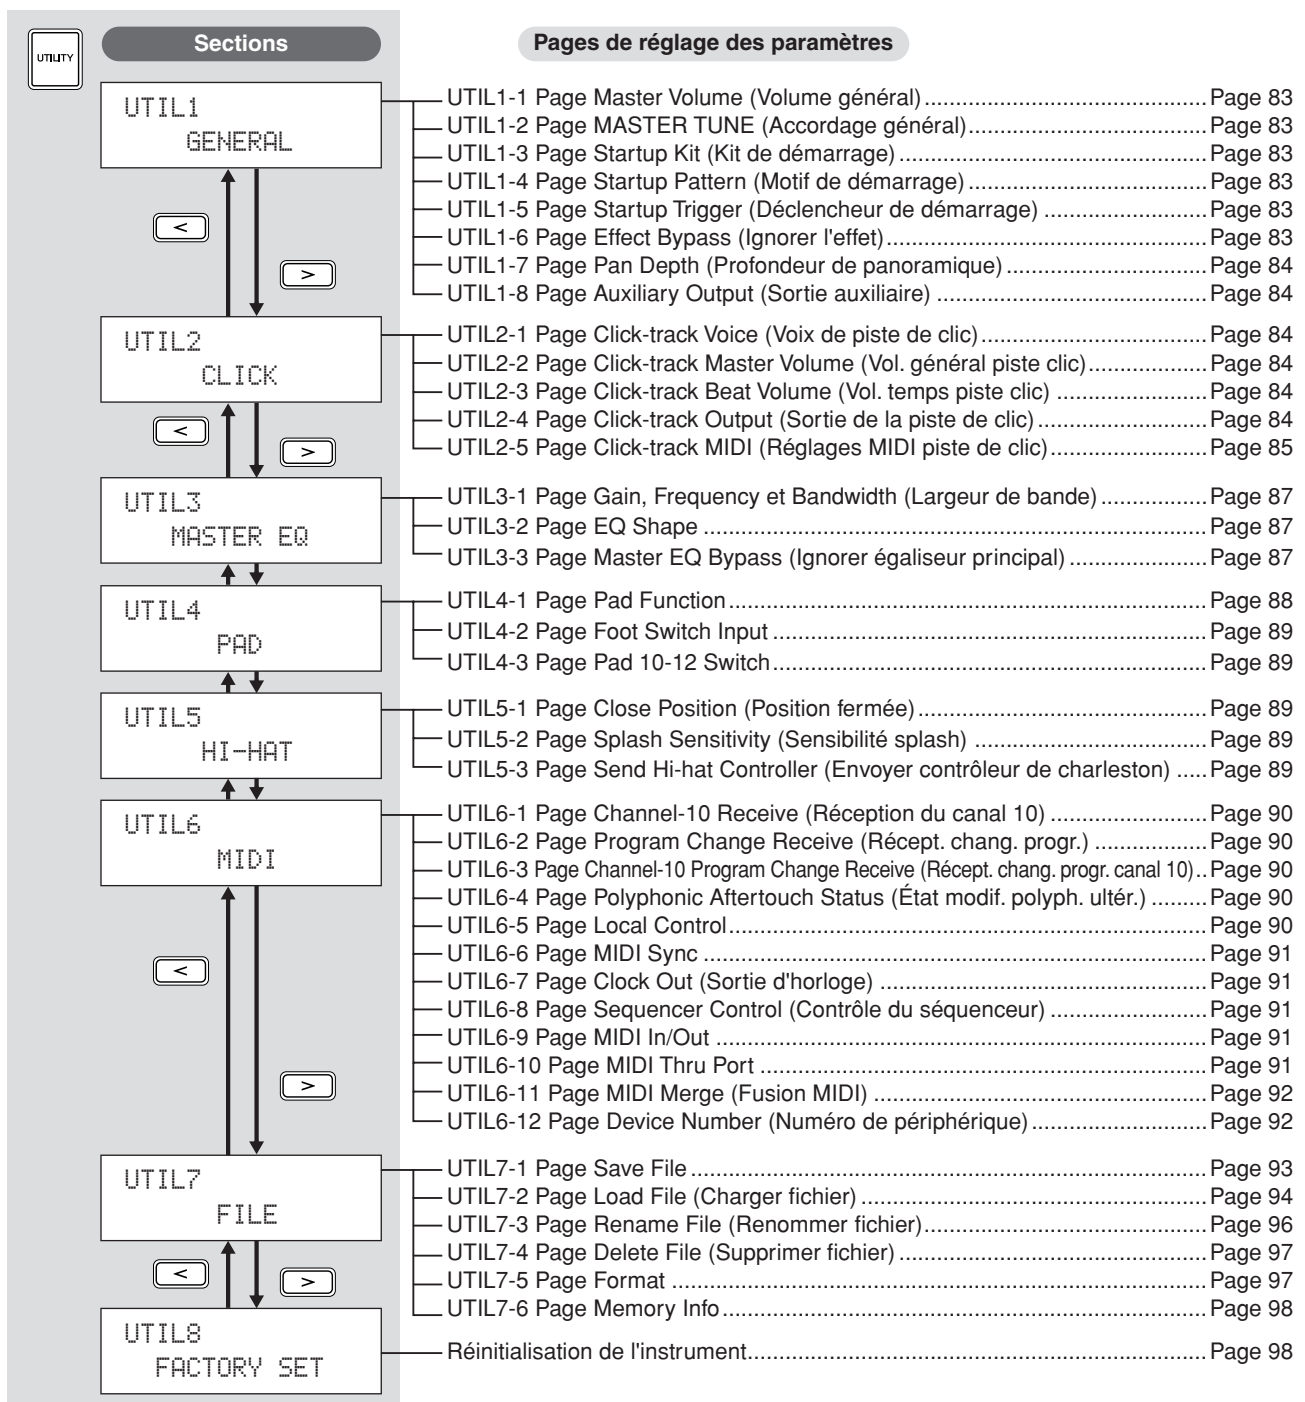 UTILITY
Sections
Pages de réglage des paramètres
UTIL1
GENERAL
UTIL1-1 Page Master Volume (Volume général)..........Page 83
UTIL1-2 Page MASTER TUNE (Accordage général)..........Page 83
UTIL1-3 Page Startup Kit (Kit de démarrage)..........Page 83
UTIL1-4 Page Startup Pattern (Motif de démarrage)..........Page 83
UTIL1-5 Page Startup Trigger (Déclencheur de démarrage)..........Page 83
UTIL1-6 Page Effect Bypass (Ignorer l'effet)..........Page 83
UTIL1-7 Page Pan Depth (Profondeur de panoramique)..........Page 84
UTIL1-8 Page Auxiliary Output (Sortie auxiliaire)..........Page 84
<
>
UTIL2
CLICK
UTIL2-1 Page Click-track Voice (Voix de piste de clic)..........Page 84
UTIL2-2 Page Click-track Master Volume (Vol. général piste clic)..........Page 84
UTIL2-3 Page Click-track Beat Volume (Vol. temps piste clic)..........Page 84
UTIL2-4 Page Click-track Output (Sortie de la piste de clic)..........Page 84
UTIL2-5 Page Click-track MIDI (Réglages MIDI piste de clic)..........Page 85
<
>
UTIL3
MASTER EQ
UTIL3-1 Page Gain, Frequency et Bandwidth (Largeur de bande)..........Page 87
UTIL3-2 Page EQ Shape..........Page 87
UTIL3-3 Page Master EQ Bypass (Ignorer égaliseur principal)..........Page 87
UTIL4
PAD
UTIL4-1 Page Pad Function..........Page 88
UTIL4-2 Page Foot Switch Input..........Page 89
UTIL4-3 Page Pad 10-12 Switch..........Page 89
UTIL5
HI-HAT
UTIL5-1 Page Close Position (Position fermée)..........Page 89
UTIL5-2 Page Splash Sensitivity (Sensibilité splash)..........Page 89
UTIL5-3 Page Send Hi-hat Controller (Envoyer contrôleur de charleston).....Page 89
UTIL6
MIDI
UTIL6-1 Page Channel-10 Receive (Réception du canal 10)..........Page 90
UTIL6-2 Page Program Change Receive (Récept. chang. progr.)..........Page 90
UTIL6-3 Page Channel-10 Program Change Receive (Récept. chang. progr. canal 10)..Page 90
UTIL6-4 Page Polyphonic Aftertouch Status (État modif. polyph. ultér.).........Page 90
UTIL6-5 Page Local Control..........Page 90
UTIL6-6 Page MIDI Sync..........Page 91
UTIL6-7 Page Clock Out (Sortie d'horloge)..........Page 91
UTIL6-8 Page Sequencer Control (Contrôle du séquenceur)..........Page 91
UTIL6-9 Page MIDI In/Out..........Page 91
UTIL6-10 Page MIDI Thru Port..........Page 91
UTIL6-11 Page MIDI Merge (Fusion MIDI)..........Page 92
UTIL6-12 Page Device Number (Numéro de périphérique)..........Page 92
<
>
UTIL7
FILE
UTIL7-1 Page Save File..........Page 93
UTIL7-2 Page Load File (Charger fichier)..........Page 94
UTIL7-3 Page Rename File (Renommer fichier)..........Page 96
UTIL7-4 Page Delete File (Supprimer fichier)..........Page 97
UTIL7-5 Page Format..........Page 97
UTIL7-6 Page Memory Info..........Page 98
<
>
UTIL8
FACTORY SET
Réinitialisation de l'instrument..........Page 98